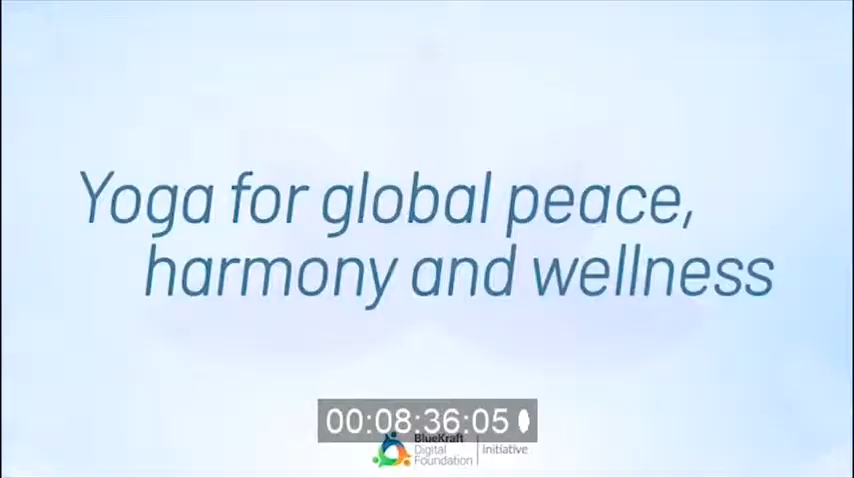 Yoga for global peace,
harmony and wellness
00:08:36:05
BlueKraft
Digital
Foundation
Initiative